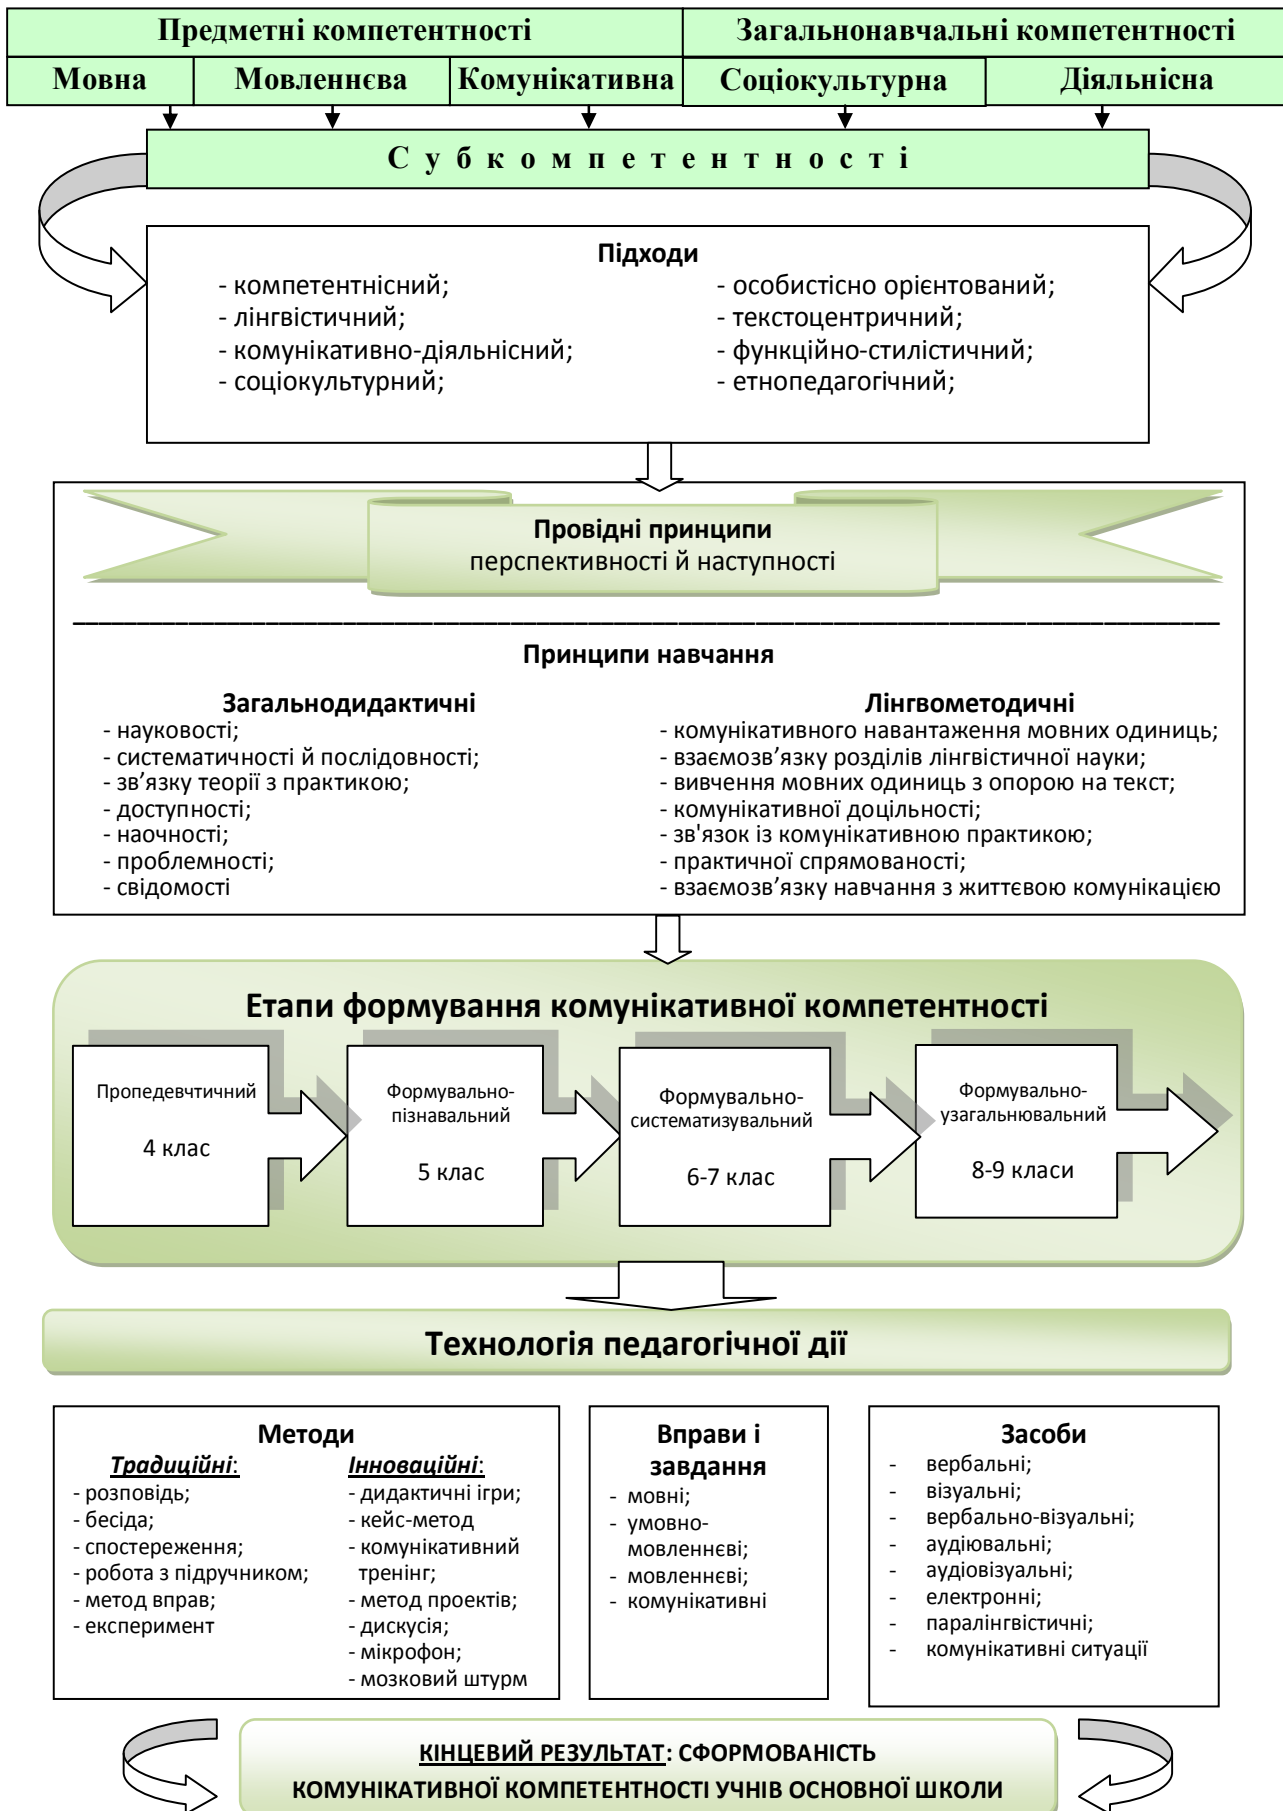 Предметні компетентності
Загальнонавчальні компетентності
Мовна
Мовленнєва
Комунікативна
Соціокультурна
Діяльнісна
С у б к о м п е т е н т н о с т і
Підходи
- компетентнісний;
- лінгвістичний;
- комунікативно-діяльнісний;
- соціокультурний;
- особистісно орієнтований;
- текстоцентричний;
- функційно-стилістичний;
- етнопедагогічний;
Провідні принципи
перспективності й наступності
Принципи навчання
Загальнодидактичні
- науковості;
- систематичності й послідовності;
- зв’язку теорії з практикою;
- доступності;
- наочності;
- проблемності;
- свідомості
Лінгвометодичні
- комунікативного навантаження мовних одиниць;
- взаємозв’язку розділів лінгвістичної науки;
- вивчення мовних одиниць з опорою на текст;
- комунікативної доцільності;
- зв'язок із комунікативною практикою;
- практичної спрямованості;
- взаємозв’язку навчання з життєвою комунікацією
Етапи формування комунікативної компетентності
Пропедевчтичний
4 клас
Формувально-
пізнавальний
5 клас
Формувально-
систематизувальний
6-7 клас
Формувально-
узагальнювальний
8-9 класи
Технологія педагогічної дії
Методи
Традиційні:
- розповідь;
- бесіда;
- спостереження;
- робота з підручником;
- метод вправ;
- експеримент
Інноваційні:
- дидактичні ігри;
- кейс-метод
- комунікативний
тренінг;
- метод проектів;
- дискусія;
- мікрофон;
- мозковий штурм
Вправи і
завдання
- мовні;
- умовно-
мовленнєві;
- мовленнєві;
- комунікативні
Засоби
- вербальні;
- візуальні;
- вербально-візуальні;
- аудіювальні;
- аудіовізуальні;
- електронні;
- паралінгвістичні;
- комунікативні ситуації
КІНЦЕВИЙ РЕЗУЛЬТАТ: СФОРМОВАНІСТЬ
КОМУНІКАТИВНОЇ КОМПЕТЕНТНОСТІ УЧНІВ ОСНОВНОЇ ШКОЛИ